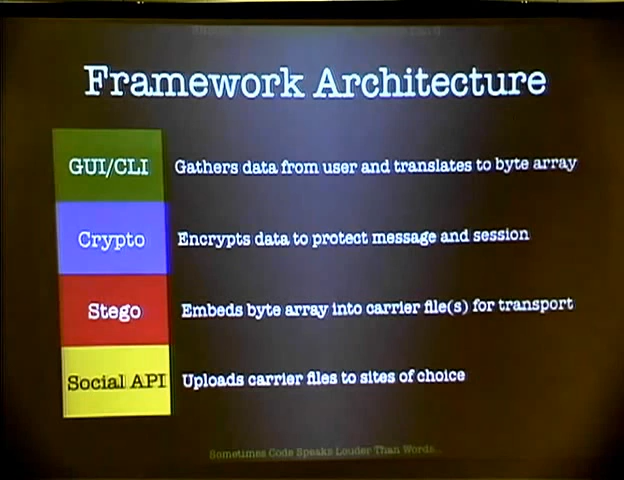 Framework Architecture
GUI/CLI Gathers data from user and translates to byte array
Crypto Encrypts data to protect message and session
Stego Embeds byte array into carrier file(s) for transport
Social API Uploads carrier files to sites of choice
Sometimes Code Speaks Louder Than Words...